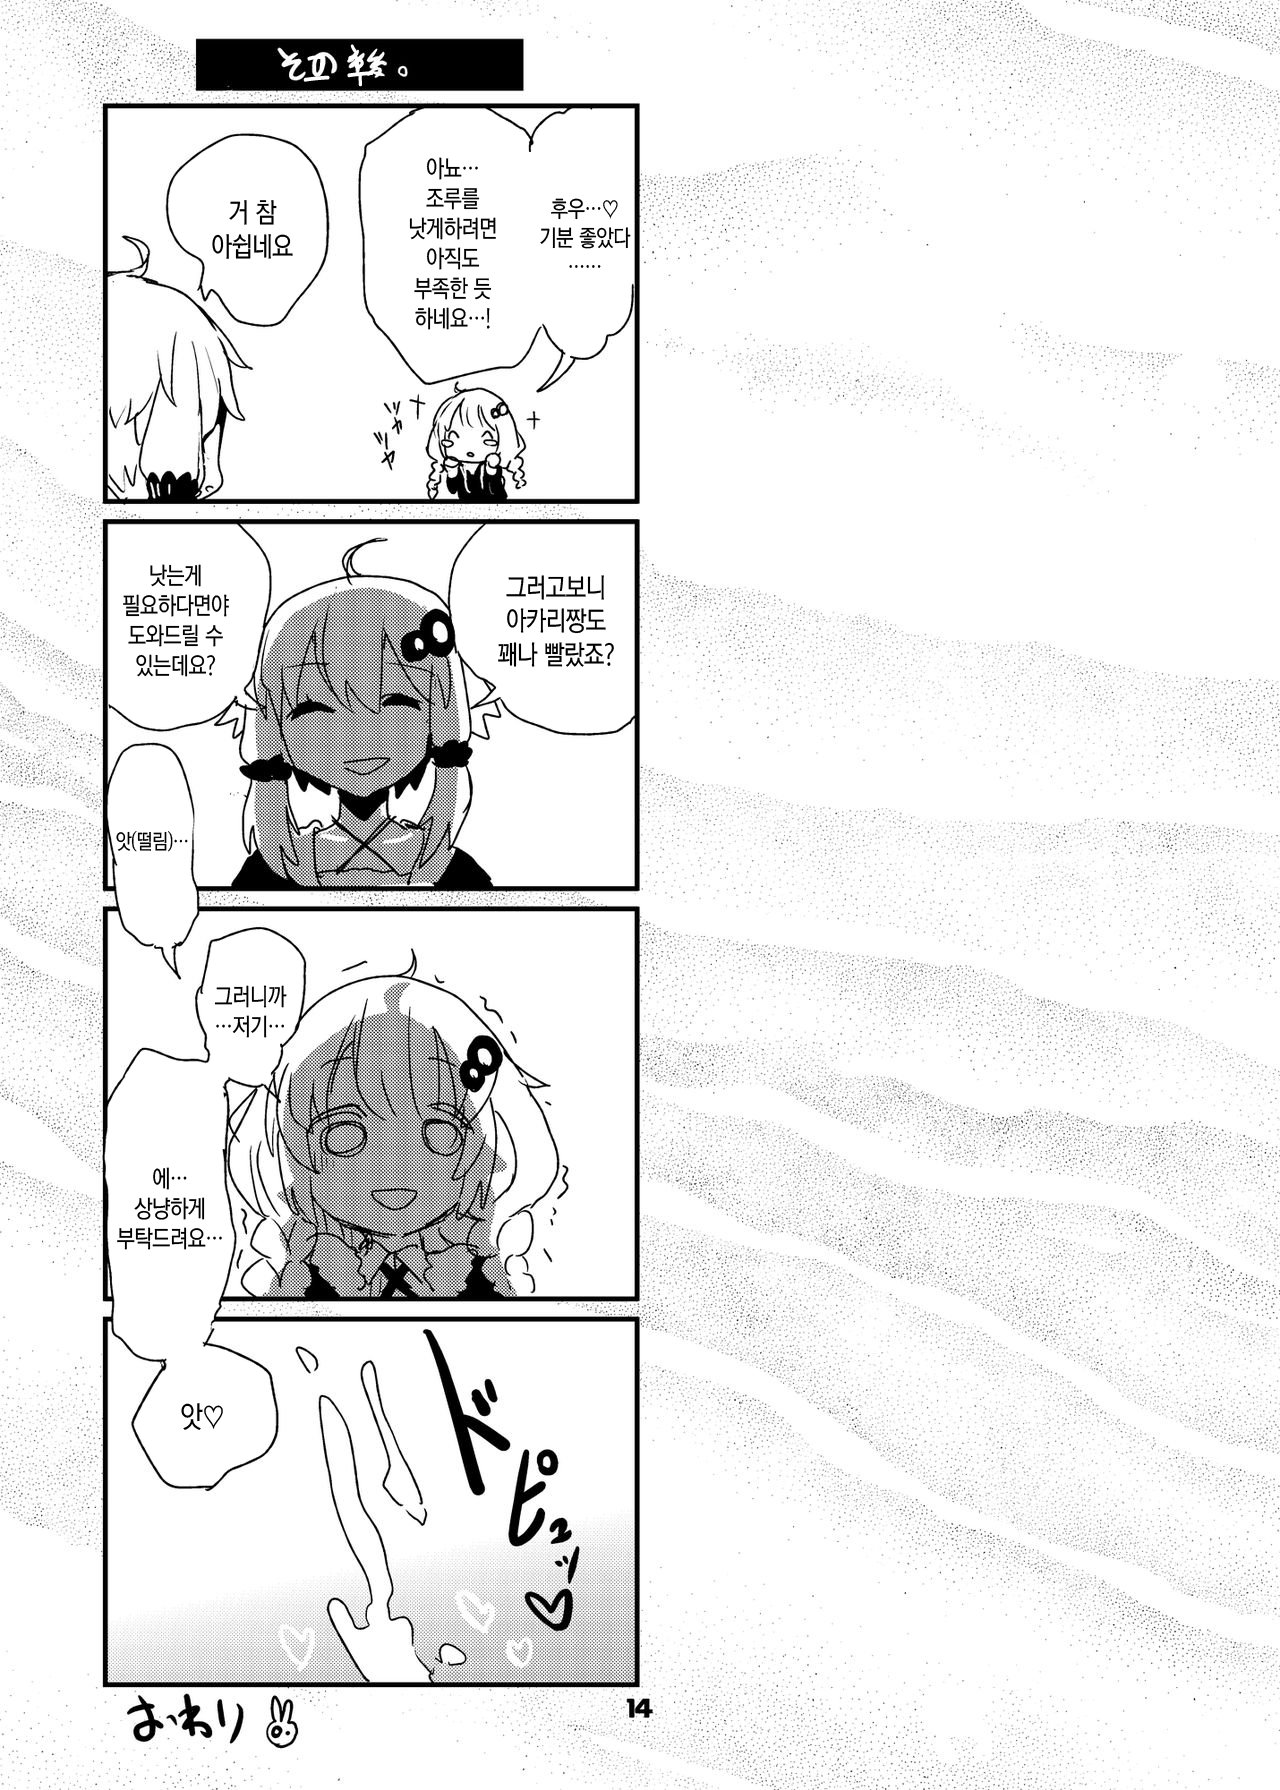 その後。
후우…♡
기분 좋았다
……
아뇨…
조루를
낫게하려면
아직도
부족한 듯
하네요…!
거 참
아쉽네요
ツヤ
ツヤ
그러고보니
아카리짱도
꽤나 빨랐죠?
낫는게
필요하다면야
도와드릴 수
있는데요?
앗(떨림)…
그러니까
…저기…
에…
상냥하게
부탁드려요…
앗♡
ドピュッ♡
おわり
14